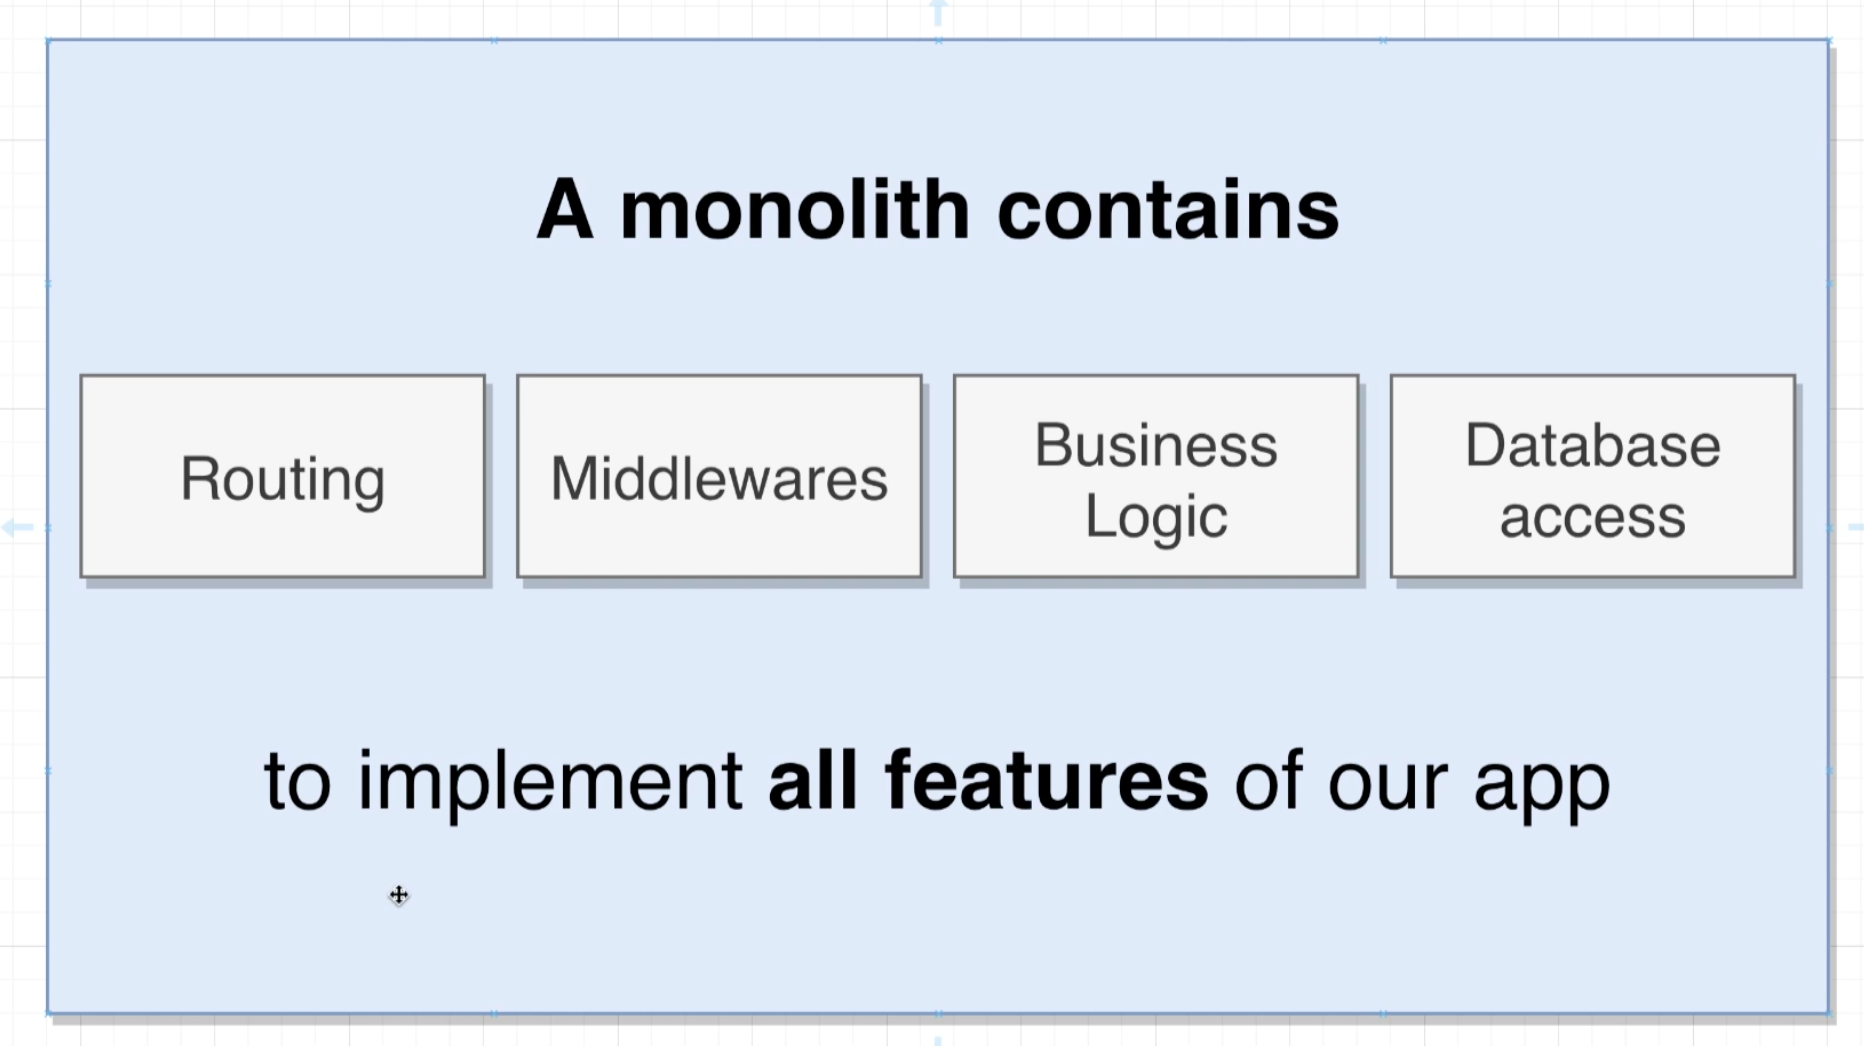 A monolith contains
Routing
Middlewares
Business
Logic
Database
access
to implement all features of our app